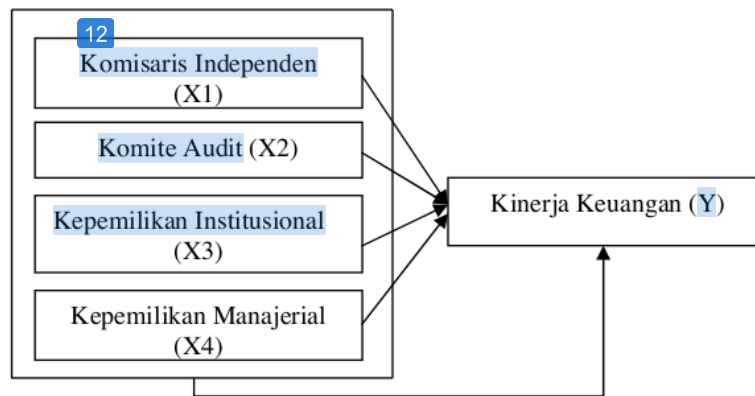 12
Komisaris Independen
(X1)
Komite Audit (X2)
Kepemilikan Institusional
(X3)
Kepemilikan Manajerial
(X4)
Kinerja Keuangan (Y)